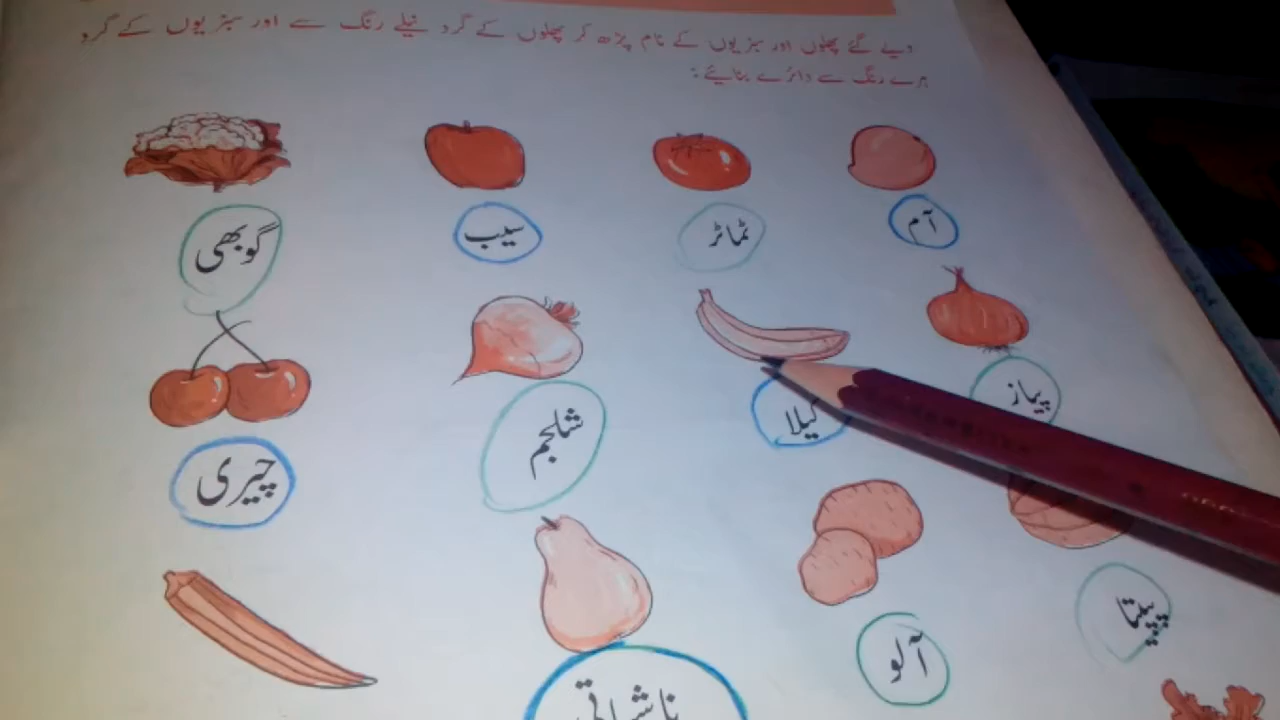 دیے گئے پھلوں اور سبزیوں کے نام پڑھ کر پھلوں کے گرد نیلے رنگ سے اور سبزیوں کے گرد
ہرے رنگ سے دائرے بنایئے:
آم ٹماٹر سیب گوبھی
پیاز کیلا شلجم چیری
پپیتا آلو ناشپاتی